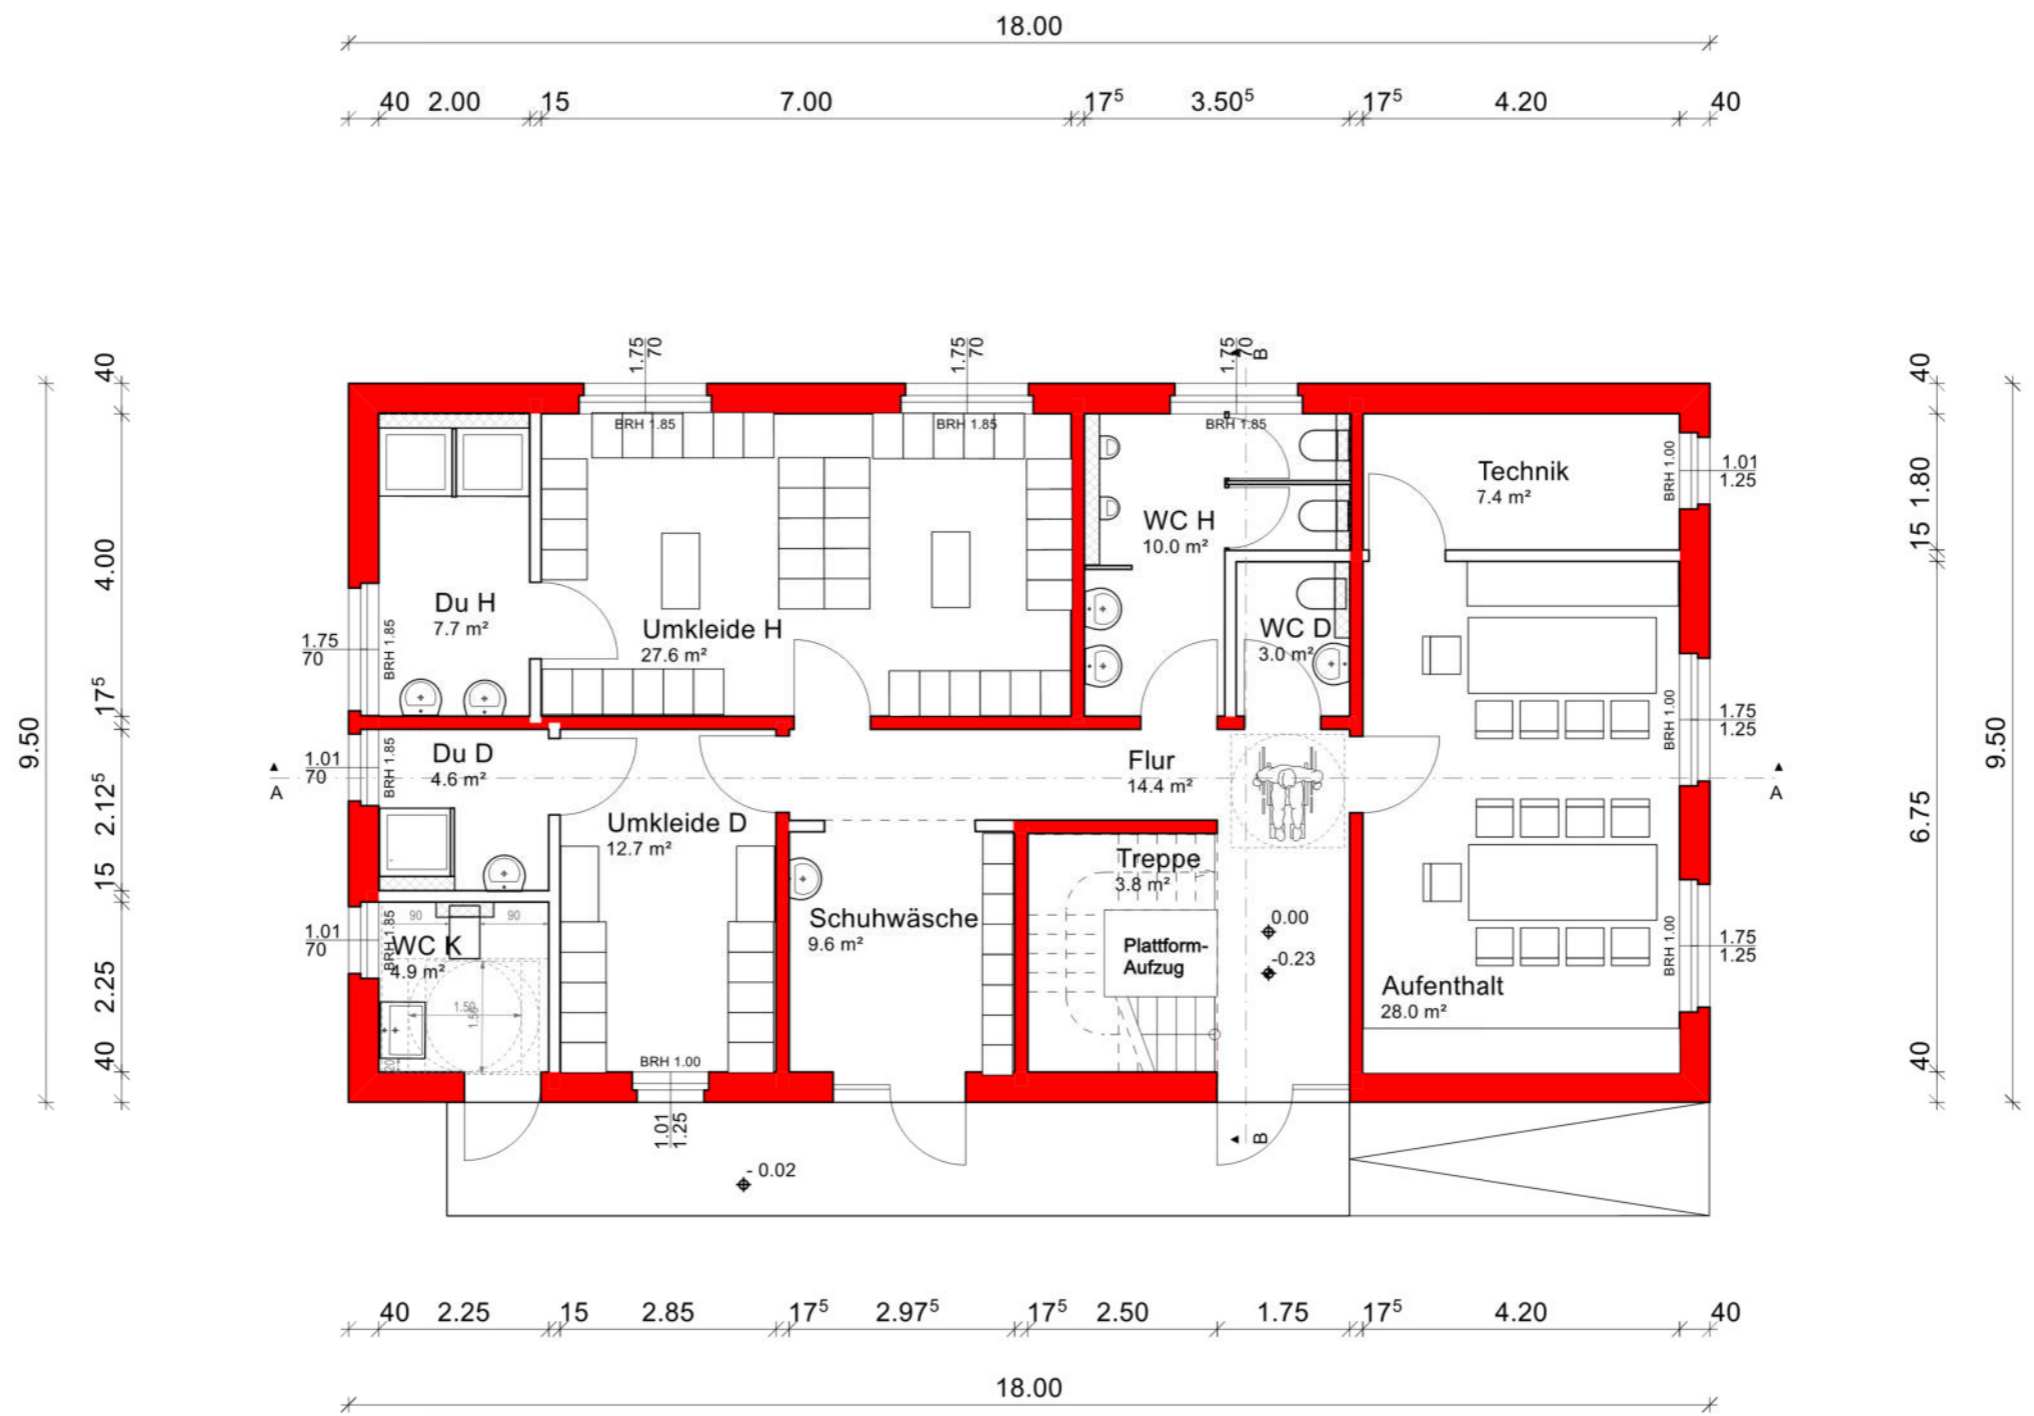 18.00
40 2.00 15 7.00 17⁵ 3.50⁵ 17⁵ 4.20 40
1.75
70
1.75
70
1.75
70
B
BRH 1.85
BRH 1.85
BRH 1.85
9.50
40
4.00
17⁵
2.125
15
2.25
40
40
1.80
15
6.75
40
9.50
Technik
7.4 m²
BRH 1.00
1.01
1.25
WC H
10.0 m²
Du H
7.7 m²
BRH 1.85
1.75
70
Umkleide H
27.6 m²
WC D
3.0 m²
BRH 1.00
1.75
1.25
Du D
4.6 m²
BRH 1.85
1.01
70
A
Flur
14.4 m²
A
Umkleide D
12.7 m²
Treppe
3.8 m²
Schuhwäsche
9.6 m²
90 90
WC K
4.9 m²
BRH 1.85
1.01
70
1.50
1.50
20
Plattform-
Aufzug
0.00
-0.23
BRH 1.00
1.75
1.25
Aufenthalt
28.0 m²
BRH 1.00
1.01
1.25
B
- 0.02
40 2.25 15 2.85 17⁵ 2.97⁵ 17⁵ 2.50 1.75 17⁵ 4.20 40
18.00